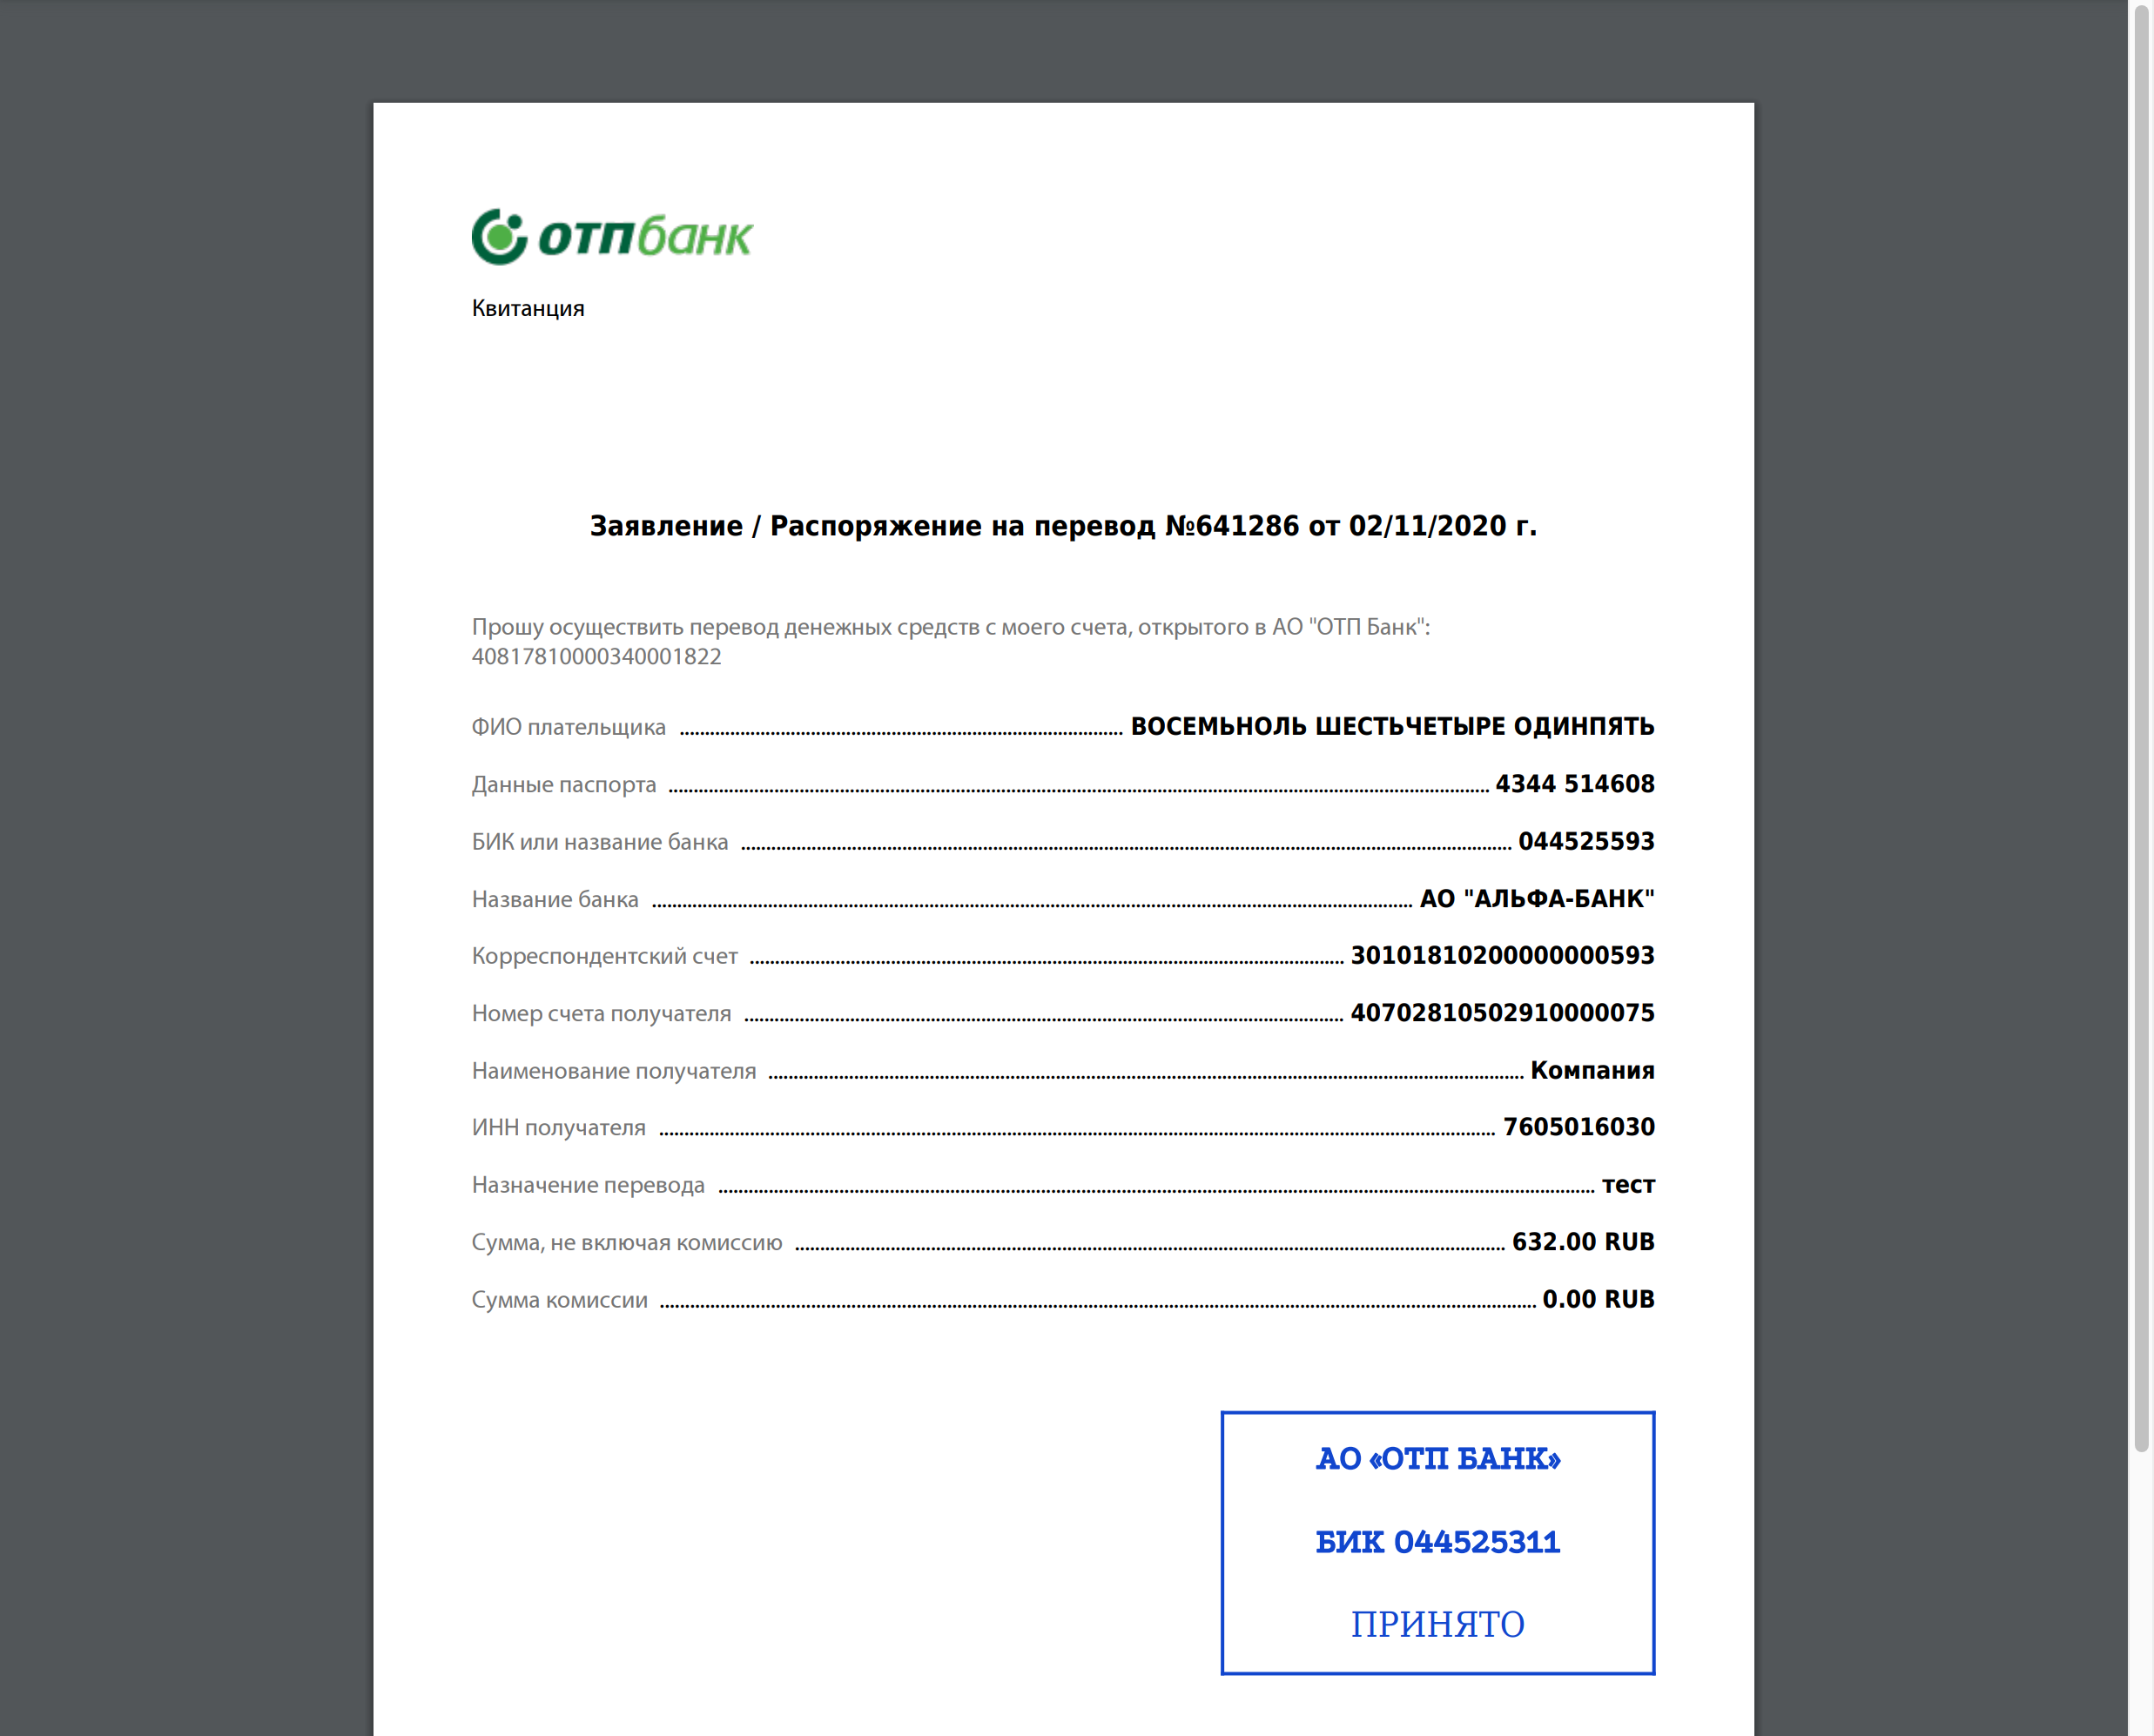 отпбанк
Квитанция
Заявление / Распоряжение на перевод №641286 от 02/11/2020 г.
Прошу осуществить перевод денежных средств с моего счета, открытого в АО "ОТП Банк":
40817810000340001822
ФИО плательщика ВОСЕМЬНОЛЬ ШЕСТЬЧЕТЫРЕ ОДИНПЯТЬ
Данные паспорта 4344 514608
БИК или название банка 044525593
Название банка АО "АЛЬФА-БАНК"
Корреспондентский счет 30101810200000000593
Номер счета получателя 40702810502910000075
Наименование получателя Компания
ИНН получателя 7605016030
Назначение перевода тест
Сумма, не включая комиссию 632.00 RUB
Сумма комиссии 0.00 RUB
АО «ОТП БАНК»
БИК 044525311
ПРИНЯТО